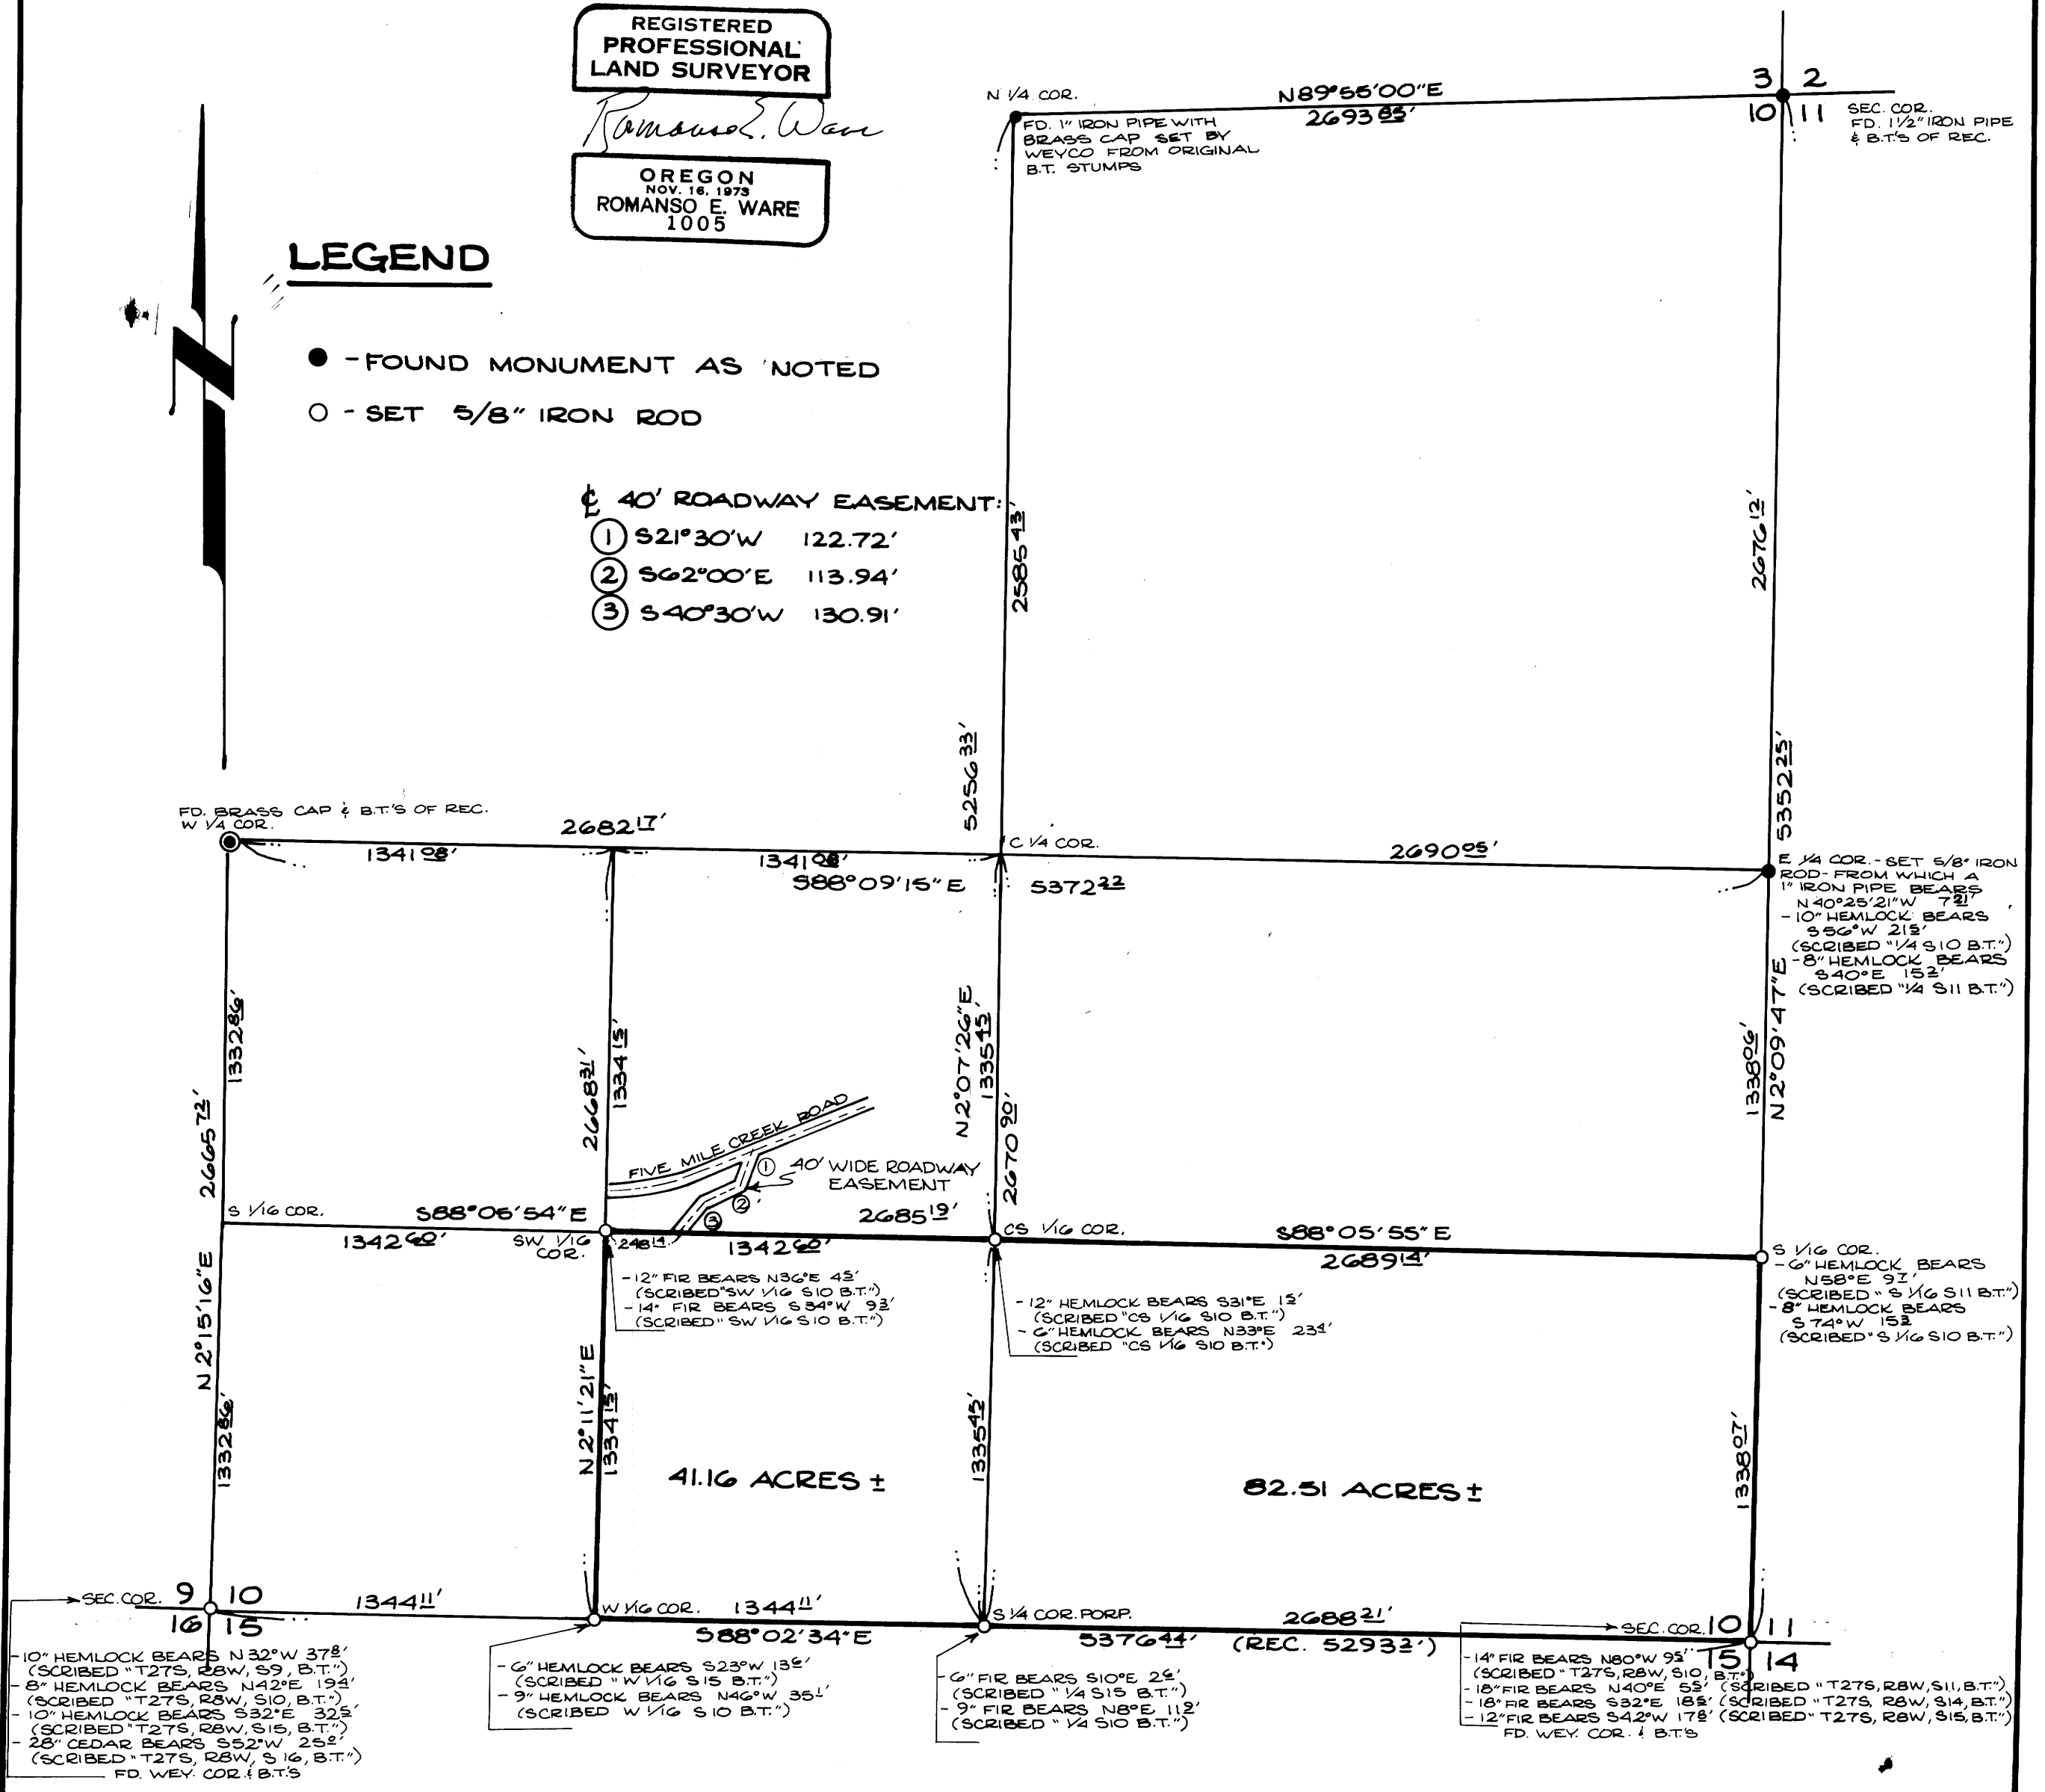 REGISTERED
PROFESSIONAL
LAND SURVEYOR
Romanso E. Ware
OREGON
NOV. 16, 1973
ROMANSO E. WARE
1005
LEGEND
- FOUND MONUMENT AS NOTED
- SET 5/8" IRON ROD
℄ 40' ROADWAY EASEMENT:
1 S21°30'W 122.72'
2 S62°00'E 113.94'
3 S40°30'W 130.91'
N
N 1/4 COR.
FD. 1" IRON PIPE WITH
BRASS CAP SET BY
WEYCO FROM ORIGINAL
B.T. STUMPS
N89°55'00"E
2693 85'
3 2
10 11
SEC. COR.
FD. 1 1/2" IRON PIPE
& B.T.'S OF REC.
2585 43'
2676 12'
5256 33'
5352 25'
FD. BRASS CAP & B.T.'S OF REC.
W 1/4 COR.
2682 17'
1341 08'
1341 08'
S88°09'15"E
C 1/4 COR.
5372 22
2690 05'
E 1/4 COR. - SET 5/8" IRON
ROD - FROM WHICH A
1" IRON PIPE BEARS
N40°25'21"W 7 21'
- 10" HEMLOCK BEARS
S56°W 21 5'
(SCRIBED "1/4 S10 B.T.")
- 8" HEMLOCK BEARS
S40°E 15 2'
(SCRIBED "1/4 S11 B.T.")
1332 86'
2665 72'
N 2°15'16"E
1332 86'
2668 31'
1334 15'
N 2°07'26"E
1335 45'
2670 90'
1338 06'
N 2°09'47"E
FIVE MILE CREEK ROAD
1
2
3
40' WIDE ROADWAY
EASEMENT
S 1/16 COR.
S88°05'54"E
1342 60'
SW 1/16
COR.
248 14
1342 60'
2685 19'
CS 1/16 COR.
S88°05'55"E
2689 14'
S 1/16 COR.
- 6" HEMLOCK BEARS
N58°E 9 7'
(SCRIBED "S 1/16 S11 B.T.")
- 8" HEMLOCK BEARS
S74°W 15 3'
(SCRIBED "S 1/16 S10 B.T.")
- 12" FIR BEARS N36°E 4 5'
(SCRIBED "SW 1/16 S10 B.T.")
- 14" FIR BEARS S34°W 9 3'
(SCRIBED "SW 1/16 S10 B.T.")
- 12" HEMLOCK BEARS S31°E 1 5'
(SCRIBED "CS 1/16 S10 B.T.")
- 6" HEMLOCK BEARS N33°E 23 4'
(SCRIBED "CS 1/16 S10 B.T.")
N 2°11'21"E
1334 15'
1335 45'
1338 07'
41.16 ACRES ±
82.51 ACRES ±
SEC. COR. 9 10
16 15
1344 11'
W 1/16 COR.
1344 11'
S88°02'34"E
S 1/4 COR. PORP.
5376 44'
2688 21'
(REC. 5293 2')
SEC. COR. 10 11
15 14
- 10" HEMLOCK BEARS N32°W 37 8'
(SCRIBED "T27S, R8W, S9, B.T.")
- 8" HEMLOCK BEARS N42°E 19 4'
(SCRIBED "T27S, R8W, S10, B.T.")
- 10" HEMLOCK BEARS S32°E 32 5'
(SCRIBED "T27S, R8W, S15, B.T.")
- 28" CEDAR BEARS S52°W 25 0'
(SCRIBED "T27S, R8W, S16, B.T.")
FD. WEY. COR. & B.T.'S
- 6" HEMLOCK BEARS S23°W 13 6'
(SCRIBED "W 1/16 S15 B.T.")
- 9" HEMLOCK BEARS N46°W 35 1'
(SCRIBED W 1/16 S10 B.T.")
- 6" FIR BEARS S10°E 2 6'
(SCRIBED "1/4 S15 B.T.")
- 9" FIR BEARS N8°E 11 2'
(SCRIBED "1/4 S10 B.T.")
- 14" FIR BEARS N80°W 9 5'
(SCRIBED "T27S, R8W, S10, B.T.")
- 18" FIR BEARS N40°E 5 5' (SCRIBED "T27S, R8W, S11, B.T.")
- 18" FIR BEARS S32°E 18 5' (SCRIBED "T27S, R8W, S14, B.T.")
- 12" FIR BEARS S42°W 17 8' (SCRIBED "T27S, R8W, S15, B.T.")
FD. WEY. COR. & B.T.'S